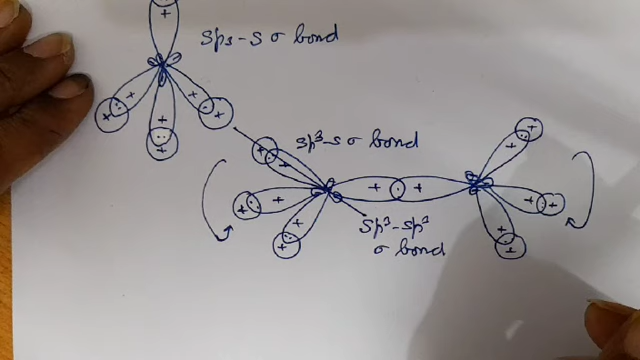 sp3-s σ bond
sp³-s σ bond
sp³-sp³
σ bond